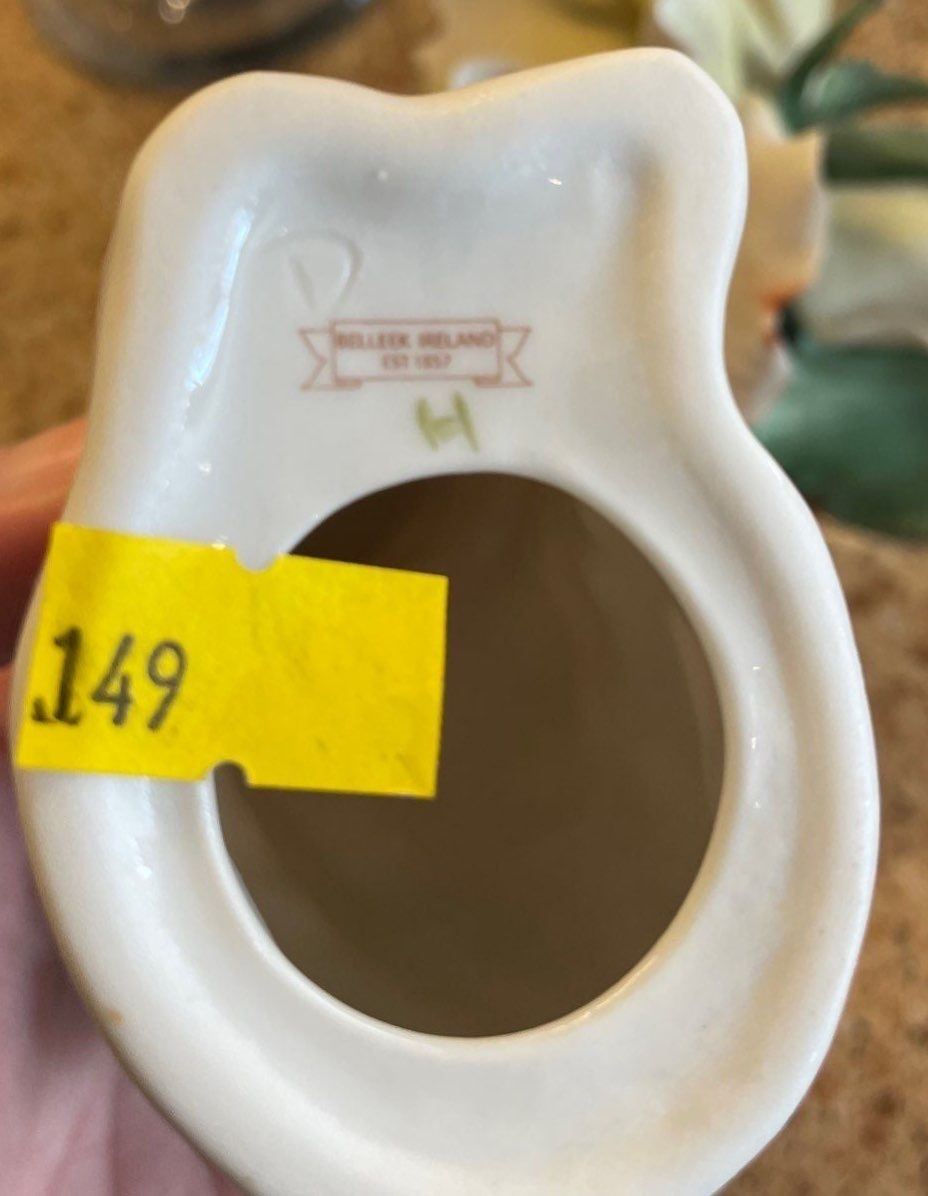 D
BELLEEK IRELAND
EST 1857
H
.149